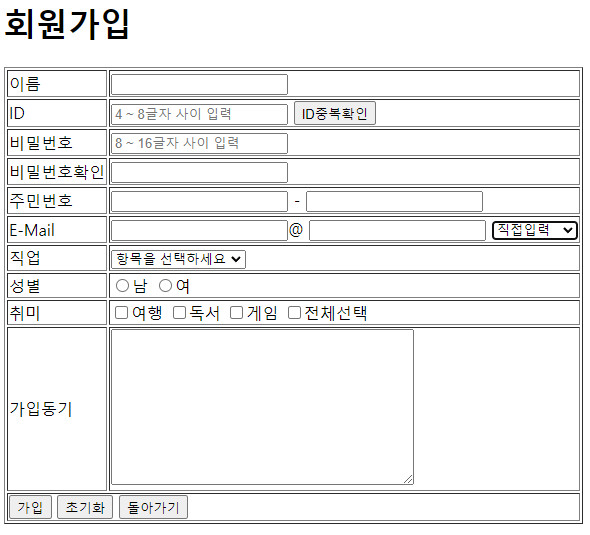 회원가입
이름
ID 4 ~ 8글자 사이 입력 ID중복확인
비밀번호 8 ~ 16글자 사이 입력
비밀번호확인
주민번호 -
E-Mail @ 직접입력
직업 항목을 선택하세요
성별 남 여
취미 여행 독서 게임 전체선택
가입동기
가입 초기화 돌아가기